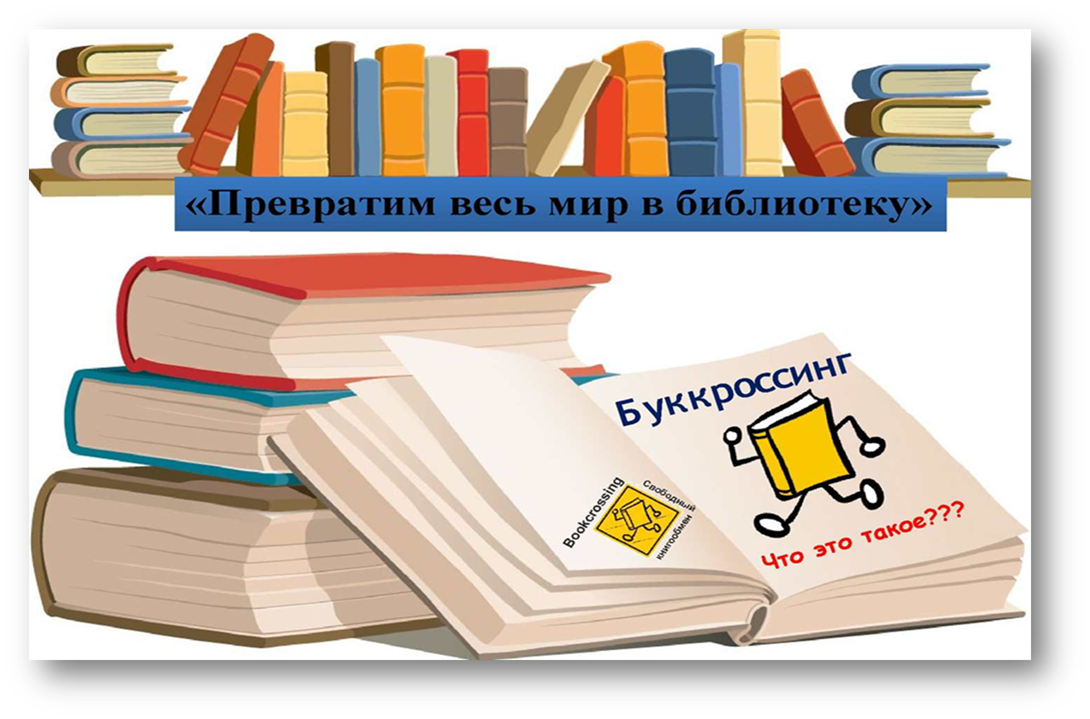 «Превратим весь мир в библиотеку»
Буккроссинг
Bookcrossing
Свободный
книгообмен
Что это такое???